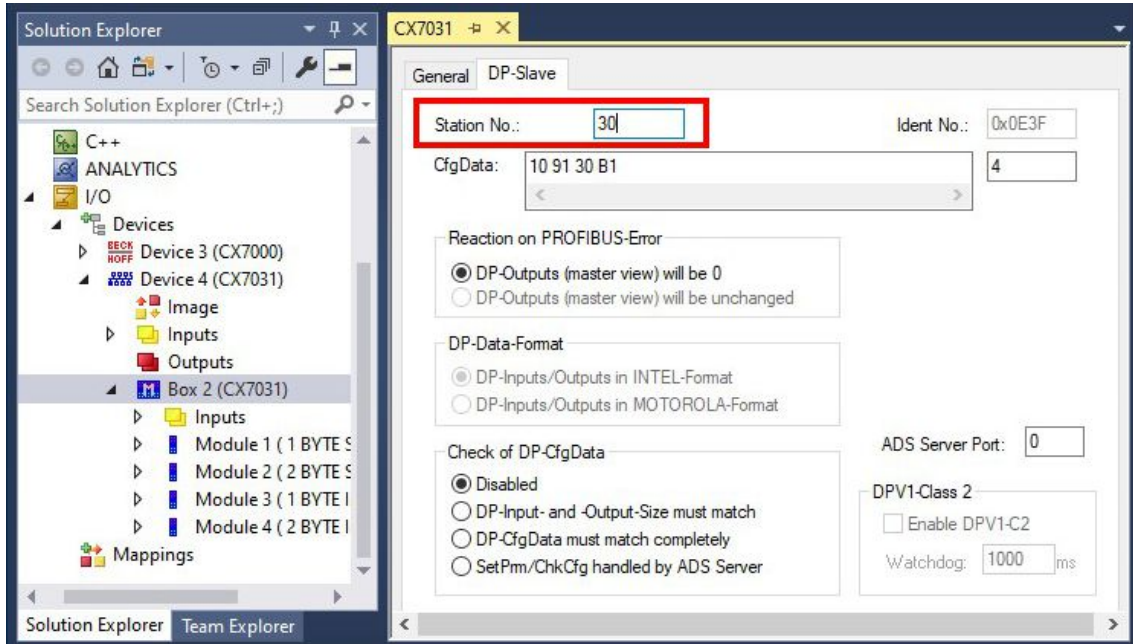 Solution Explorer
Search Solution Explorer (Ctrl+;)
C++
ANALYTICS
I/O
Devices
BECK
HOFF
Device 3 (CX7000)
Device 4 (CX7031)
Image
Inputs
Outputs
Box 2 (CX7031)
Inputs
Module 1 ( 1 BYTE S
Module 2 ( 2 BYTE S
Module 3 ( 1 BYTE I
Module 4 ( 2 BYTE I
Mappings
Solution Explorer Team Explorer
CX7031
General DP-Slave
Station No.: 30 Ident No.: 0x0E3F
CfgData: 10 91 30 B1 4
Reaction on PROFIBUS-Error
DP-Outputs (master view) will be 0
DP-Outputs (master view) will be unchanged
DP-Data-Format
DP-Inputs/Outputs in INTEL-Format
DP-Inputs/Outputs in MOTOROLA-Format
Check of DP-CfgData
Disabled
DP-Input- and -Output-Size must match
DP-CfgData must match completely
SetPrm/ChkCfg handled by ADS Server
ADS Server Port: 0
DPV1-Class 2
Enable DPV1-C2
Watchdog: 1000 ms